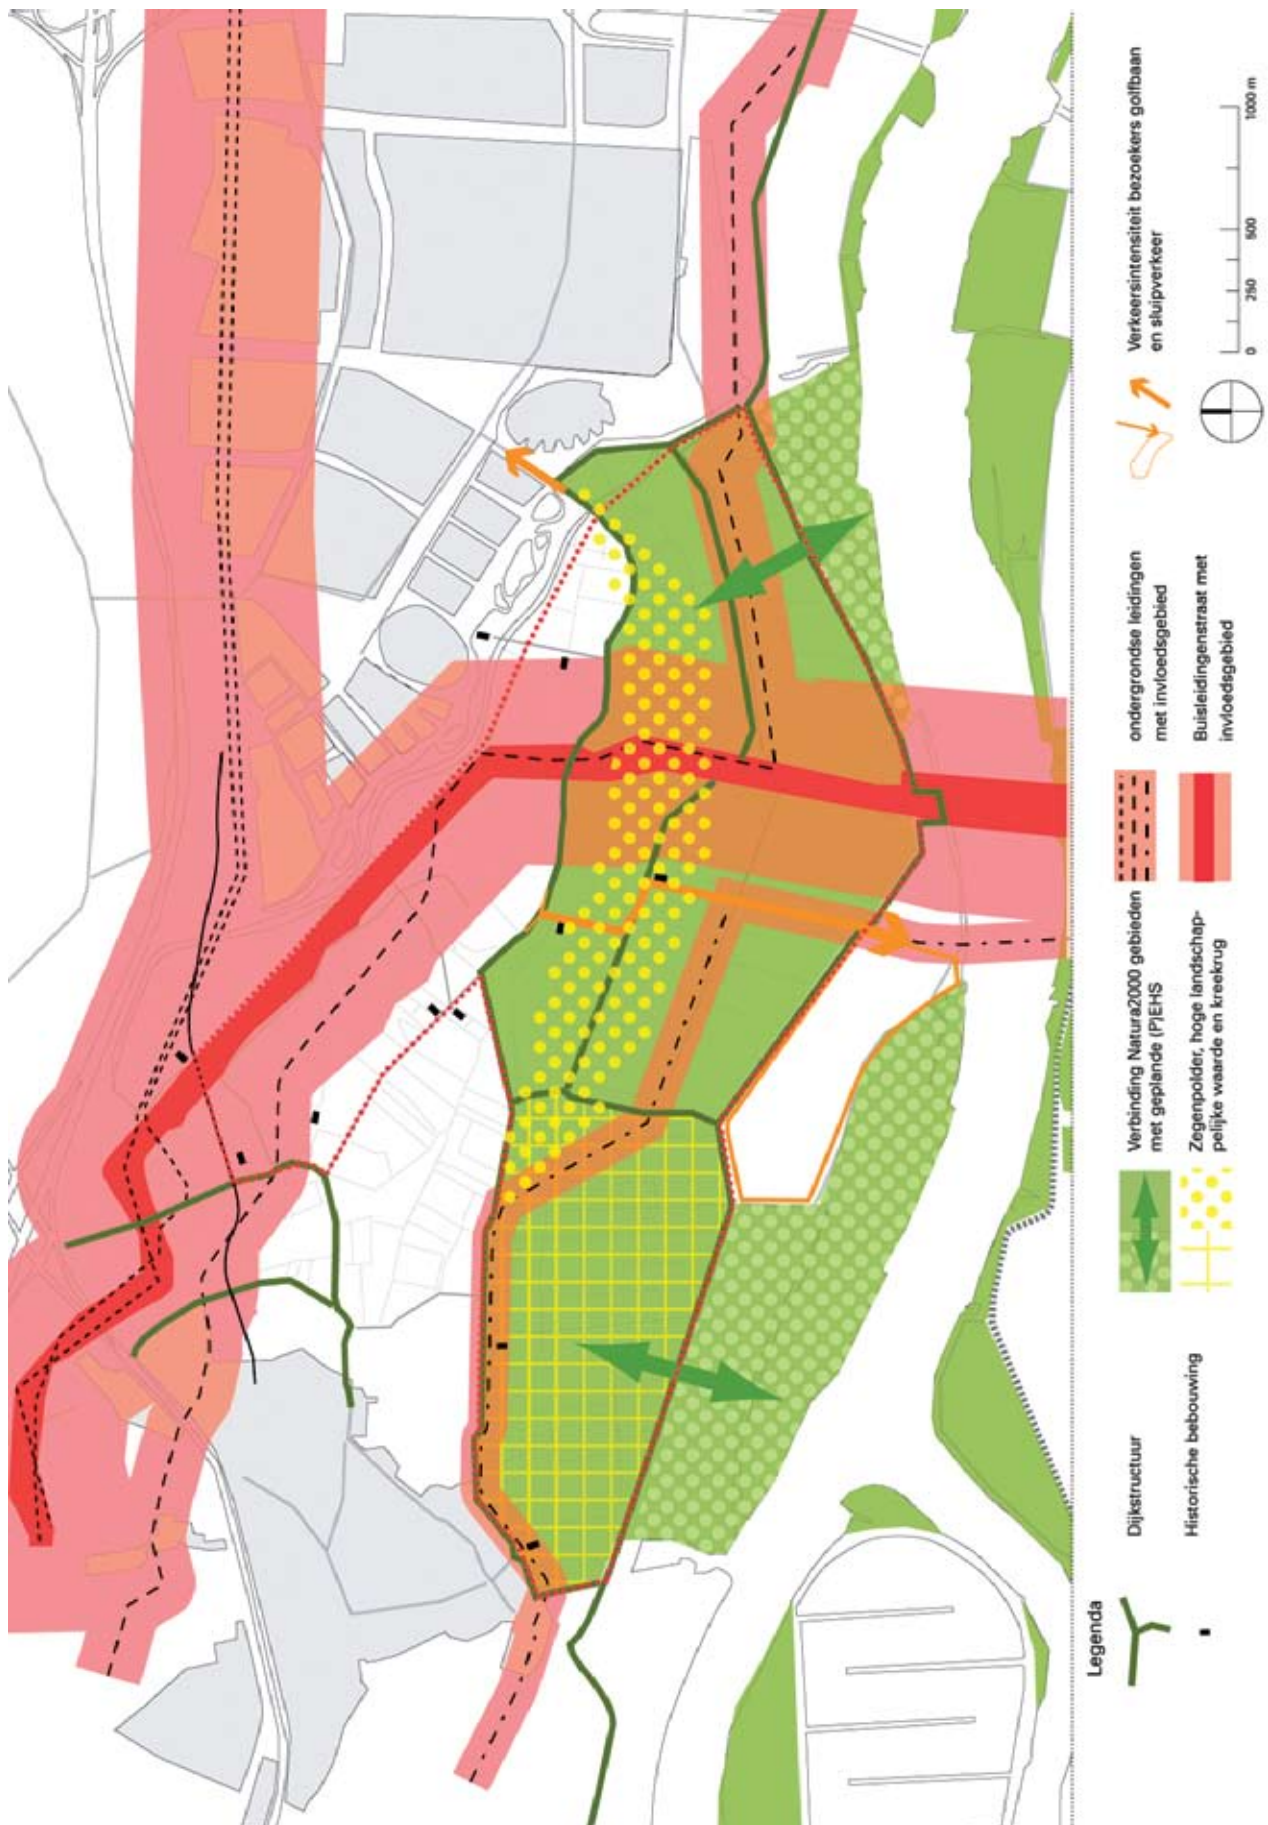 Legenda
Dijkstructuur
Historische bebouwing
Verbinding Natura2000 gebieden
met geplande (P)EHS
Zegenpolder, hoge landschap-
pelijke waarde en kreekrug
ondergrondse leidingen
met invloedsgebied
Buisleidingenstraat met
invloedsgebied
Verkeersintensiteit bezoekers golfbaan
en sluipverkeer
0 250 500 1000 m